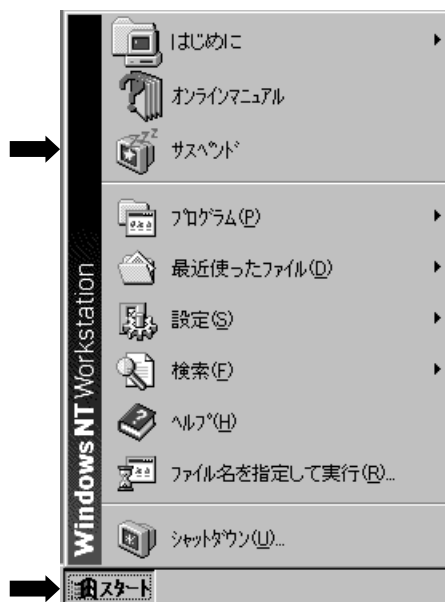 はじめに
オンラインマニュアル
サスペンド
プログラム(P)
最近使ったファイル(D)
設定(S)
検索(F)
ヘルプ(H)
ファイル名を指定して実行(R)...
シャットダウン(U)...
Windows NT Workstation
スタート